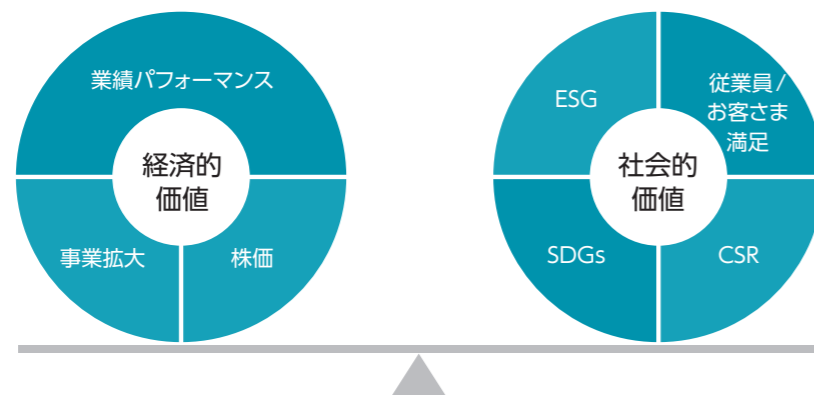 業績パフォーマンス
経済的
価値
事業拡大
株価
ESG
従業員/
お客さま
満足
社会的
価値
SDGs
CSR